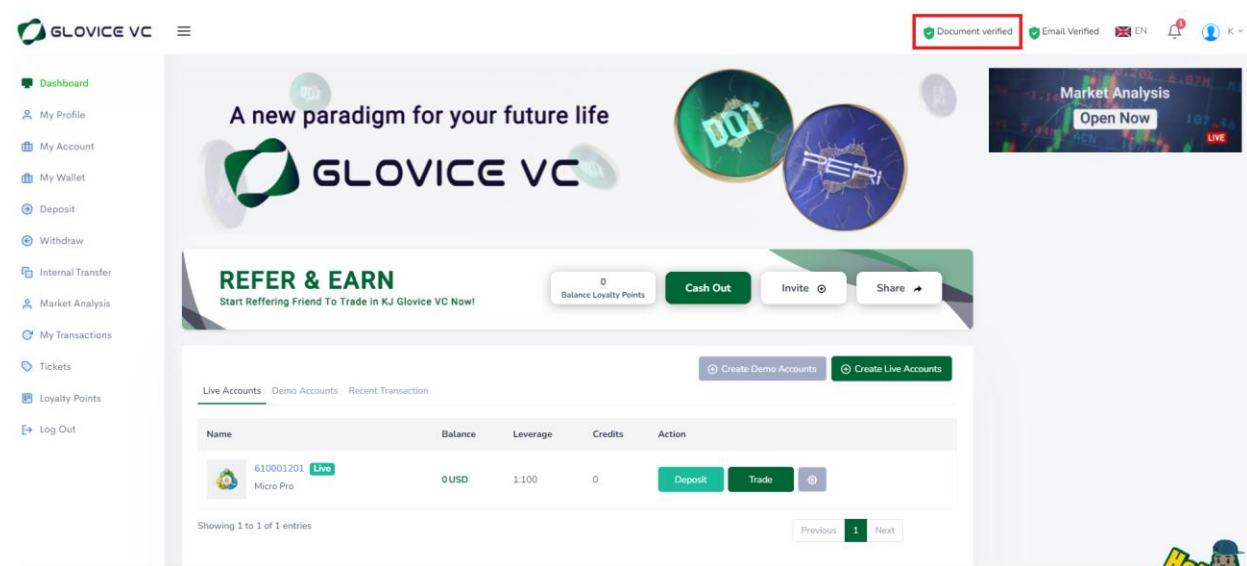 GLOVICE VC
Document verified
Email Verified
EN
1
K
Dashboard
My Profile
My Account
My Wallet
Deposit
Withdraw
Internal Transfer
Market Analysis
My Transactions
Tickets
Loyalty Points
Log Out
A new paradigm for your future life
GLOVICE VC
DOT
PERI
Market Analysis
Open Now
LIVE
REFER & EARN
Start Reffering Friend To Trade in KJ Glovice VC Now!
0
Balance Loyalty Points
Cash Out
Invite
Share
Create Demo Accounts
Create Live Accounts
Live Accounts Demo Accounts Recent Transaction
Name Balance Leverage Credits Action
610001201 Live
Micro Pro
0 USD 1:100 0 Deposit Trade
Showing 1 to 1 of 1 entries
Previous 1 Next